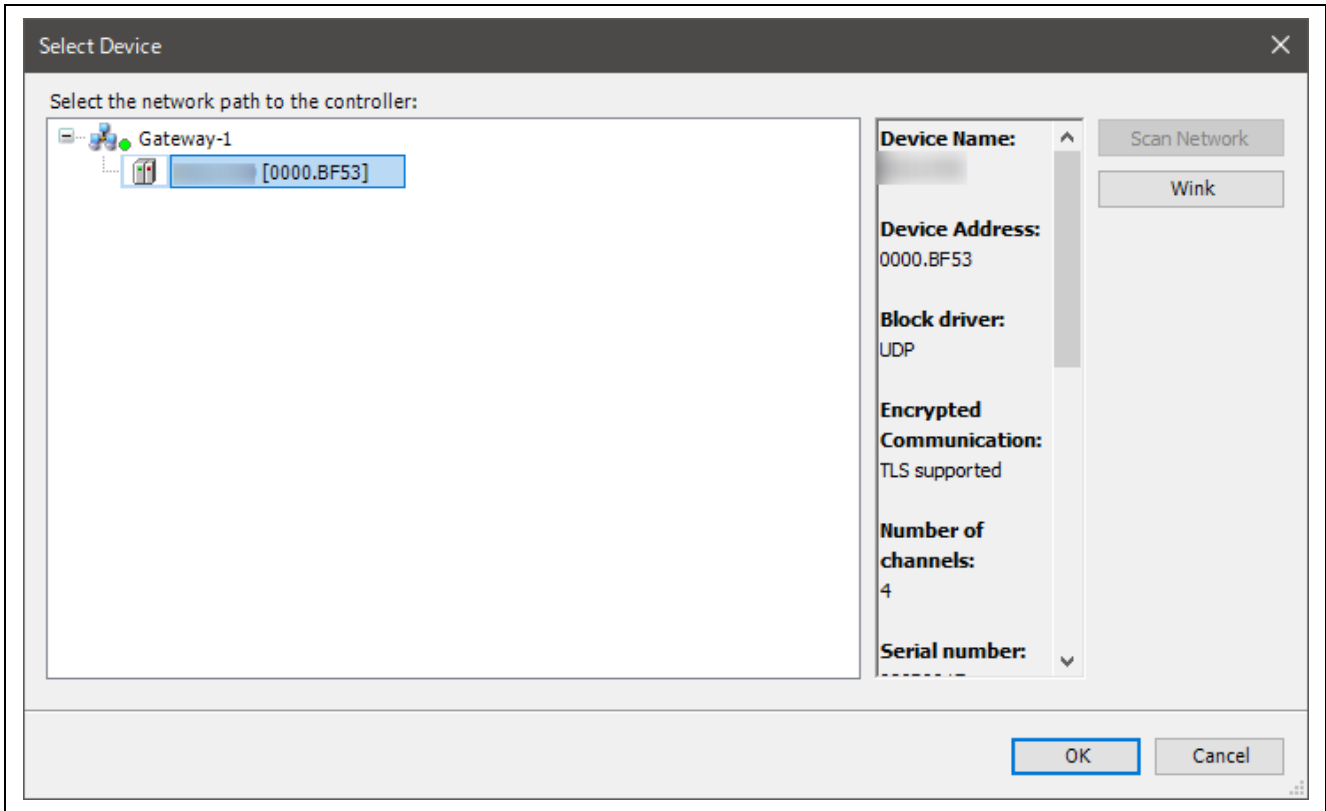 Select Device
Select the network path to the controller:
Gateway-1
[0000.BF53]
Device Name:
Device Address:
0000.BF53
Block driver:
UDP
Encrypted
Communication:
TLS supported
Number of
channels:
4
Serial number:
Scan Network
Wink
OK
Cancel